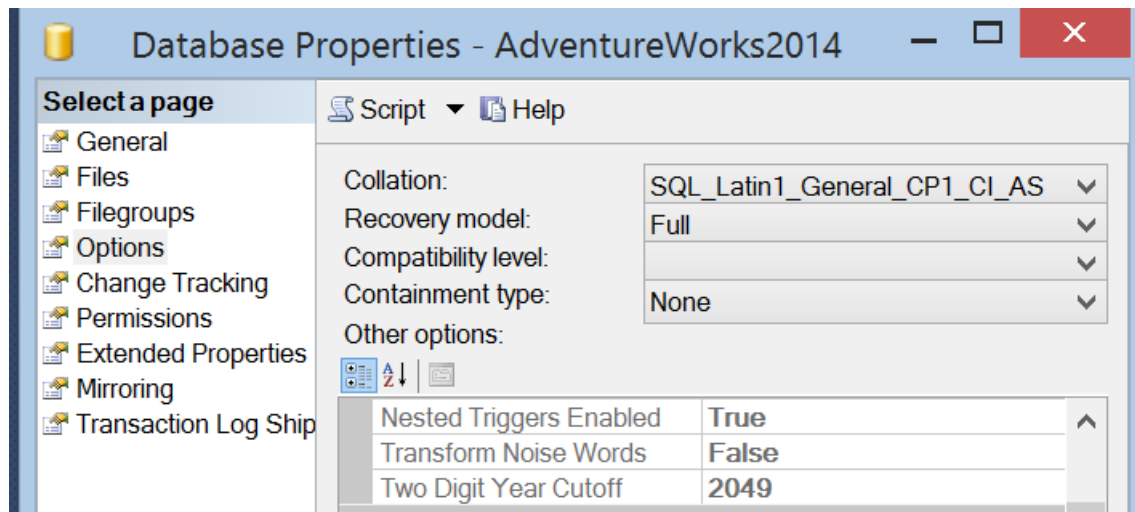 Database Properties - AdventureWorks2014
Select a page
General
Files
Filegroups
Options
Change Tracking
Permissions
Extended Properties
Mirroring
Transaction Log Ship
Script Help
Collation: SQL_Latin1_General_CP1_CI_AS
Recovery model: Full
Compatibility level:
Containment type: None
Other options:
A
Z
Nested Triggers Enabled True
Transform Noise Words False
Two Digit Year Cutoff 2049